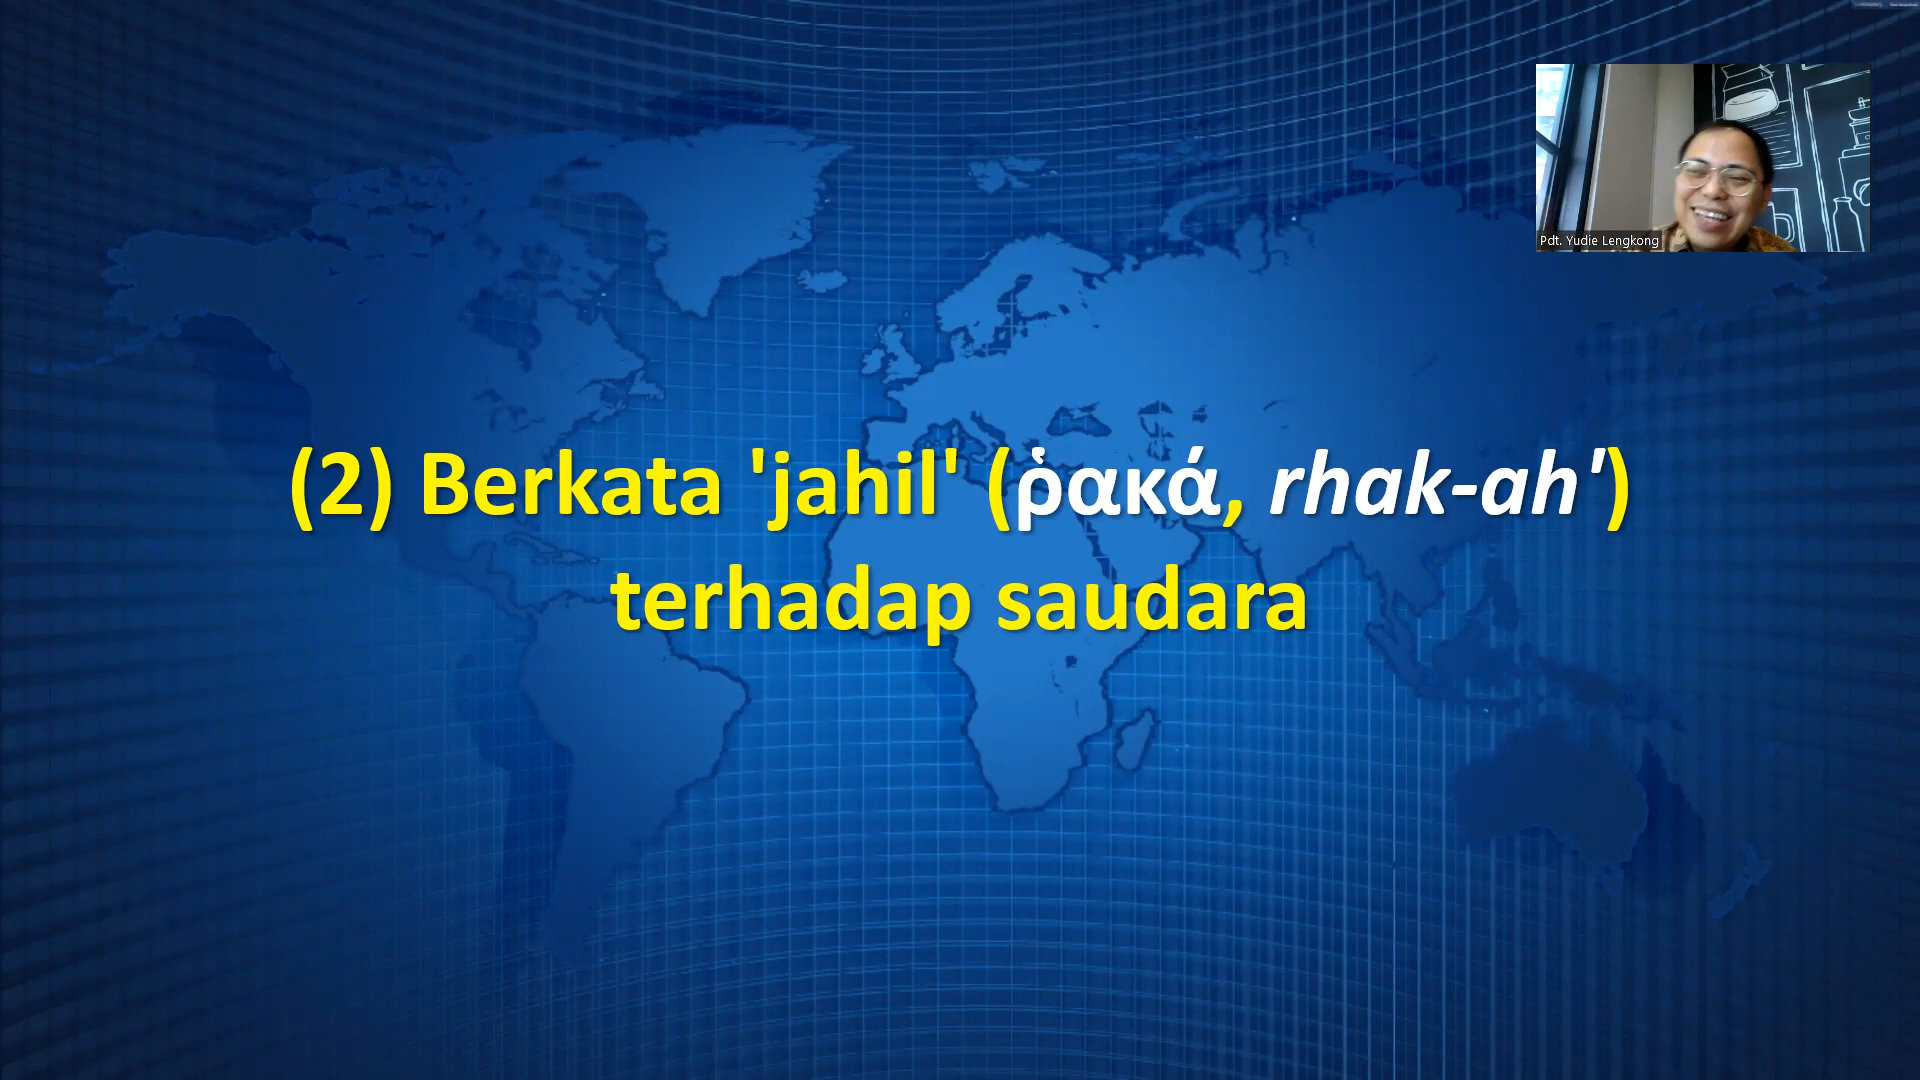 Pdt. Yudie Lengkong
(2) Berkata 'jahil' (ῥακά, rhak-ah')
terhadap saudara